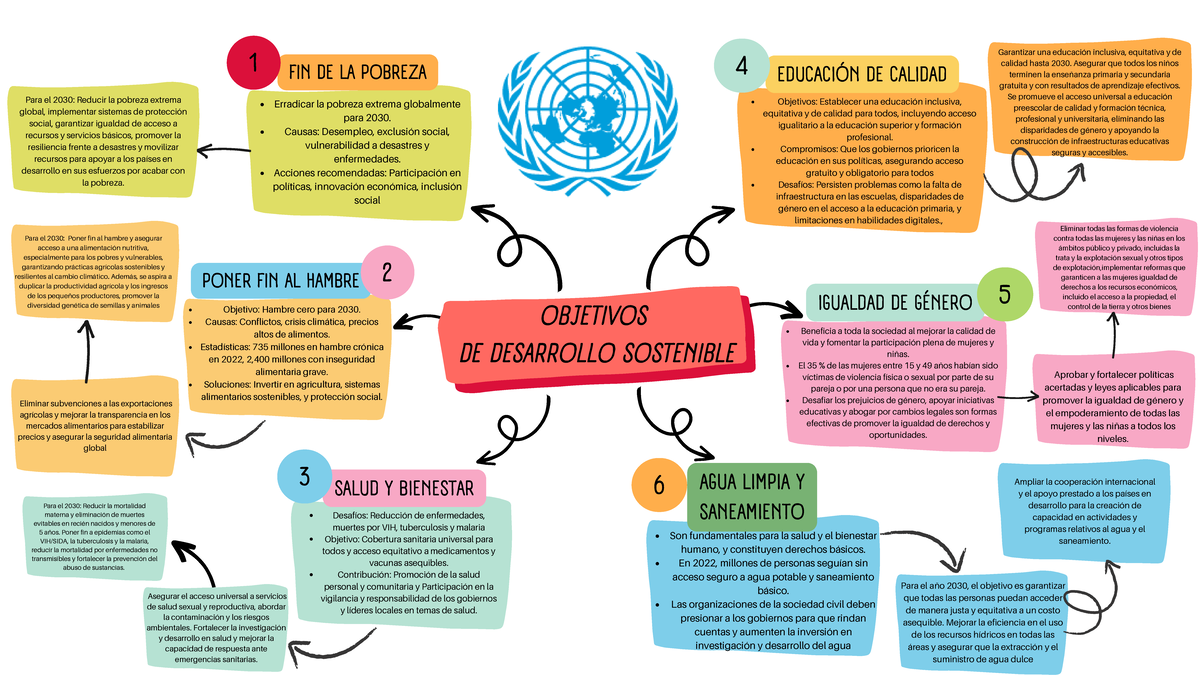 OBJETIVOS
DE DESARROLLO SOSTENIBLE
1
FIN DE LA POBREZA
• Erradicar la pobreza extrema globalmente
para 2030.
• Causas: Desempleo, exclusión social,
vulnerabilidad a desastres y
enfermedades.
• Acciones recomendadas: Participación en
políticas, innovación económica, inclusión
social
Para el 2030: Reducir la pobreza extrema
global, implementar sistemas de protección
social, garantizar igualdad de acceso a
recursos y servicios básicos, promover la
resiliencia frente a desastres y movilizar
recursos para apoyar a los países en
desarrollo en sus esfuerzos por acabar con
la pobreza.
2
PONER FIN AL HAMBRE
• Objetivo: Hambre cero para 2030.
• Causas: Conflictos, crisis climática, precios
altos de alimentos.
• Estadísticas: 735 millones en hambre crónica
en 2022, 2,400 millones con inseguridad
alimentaria grave.
• Soluciones: Invertir en agricultura, sistemas
alimentarios sostenibles, y protección social.
Eliminar subvenciones a las exportaciones
agrícolas y mejorar la transparencia en los
mercados alimentarios para estabilizar
precios y asegurar la seguridad alimentaria
global
Para el 2030: Poner fin al hambre y asegurar
acceso a una alimentación nutritiva,
especialmente para los pobres y vulnerables,
garantizando prácticas agrícolas sostenibles y
resilientes al cambio climático. Además, se aspira a
duplicar la productividad agrícola y los ingresos
de los pequeños productores, promover la
diversidad genética de semillas y animales
3
SALUD Y BIENESTAR
• Desafíos: Reducción de enfermedades,
muertes por VIH, tuberculosis y malaria
• Objetivo: Cobertura sanitaria universal para
todos y acceso equitativo a medicamentos y
vacunas asequibles.
• Contribución: Promoción de la salud
personal y comunitaria y Participación en la
vigilancia y responsabilidad de los gobiernos
y líderes locales en temas de salud.
Asegurar el acceso universal a servicios
de salud sexual y reproductiva, abordar
la contaminación y los riesgos
ambientales. Fortalecer la investigación
y desarrollo en salud y mejorar la
capacidad de respuesta ante
emergencias sanitarias.
Para el 2030: Reducir la mortalidad
materna y eliminación de muertes
evitables en recién nacidos y menores de
5 años. Poner fin a epidemias como el
VIH/SIDA, la tuberculosis y la malaria,
reducir la mortalidad por enfermedades no
transmisibles y fortalecer la prevención del
abuso de sustancias.
4
EDUCACIÓN DE CALIDAD
• Objetivos: Establecer una educación inclusiva,
equitativa y de calidad para todos, incluyendo acceso
igualitario a la educación superior y formación
profesional.
• Compromisos: Que los gobiernos prioricen la
educación en sus políticas, asegurando acceso
gratuito y obligatorio para todos
• Desafíos: Persisten problemas como la falta de
infraestructura en las escuelas, disparidades de
género en el acceso a la educación primaria, y
limitaciones en habilidades digitales.,
Garantizar una educación inclusiva, equitativa y de
calidad hasta 2030. Asegurar que todos los niños
terminen la enseñanza primaria y secundaria
gratuita y con resultados de aprendizaje efectivos.
Se promueve el acceso universal a educación
preescolar de calidad y formación técnica,
profesional y universitaria, eliminando las
disparidades de género y apoyando la
construcción de infraestructuras educativas
seguras y accesibles.
5
IGUALDAD DE GÉNERO
• Beneficia a toda la sociedad al mejorar la calidad de
vida y fomentar la participación plena de mujeres y
niñas.
• El 35 % de las mujeres entre 15 y 49 años habían sido
víctimas de violencia física o sexual por parte de su
pareja o por una persona que no era su pareja.
• Desafiar los prejuicios de género, apoyar iniciativas
educativas y abogar por cambios legales son formas
efectivas de promover la igualdad de derechos y
oportunidades.
Aprobar y fortalecer políticas
acertadas y leyes aplicables para
promover la igualdad de género y
el empoderamiento de todas las
mujeres y las niñas a todos los
niveles.
Eliminar todas las formas de violencia
contra todas las mujeres y las niñas en los
ámbitos público y privado, incluidas la
trata y la explotación sexual y otros tipos
de explotación,implementar reformas que
garanticen a las mujeres igualdad de
derechos a los recursos económicos,
incluido el acceso a la propiedad, el
control de la tierra y otros bienes
6
AGUA LIMPIA Y
SANEAMIENTO
• Son fundamentales para la salud y el bienestar
humano, y constituyen derechos básicos.
• En 2022, millones de personas seguían sin
acceso seguro a agua potable y saneamiento
básico.
• Las organizaciones de la sociedad civil deben
presionar a los gobiernos para que rindan
cuentas y aumenten la inversión en
investigación y desarrollo del agua
Para el año 2030, el objetivo es garantizar
que todas las personas puedan acceder
de manera justa y equitativa a un costo
asequible. Mejorar la eficiencia en el uso
de los recursos hídricos en todas las
áreas y asegurar que la extracción y el
suministro de agua dulce
Ampliar la cooperación internacional
y el apoyo prestado a los países en
desarrollo para la creación de
capacidad en actividades y
programas relativos al agua y el
saneamiento.